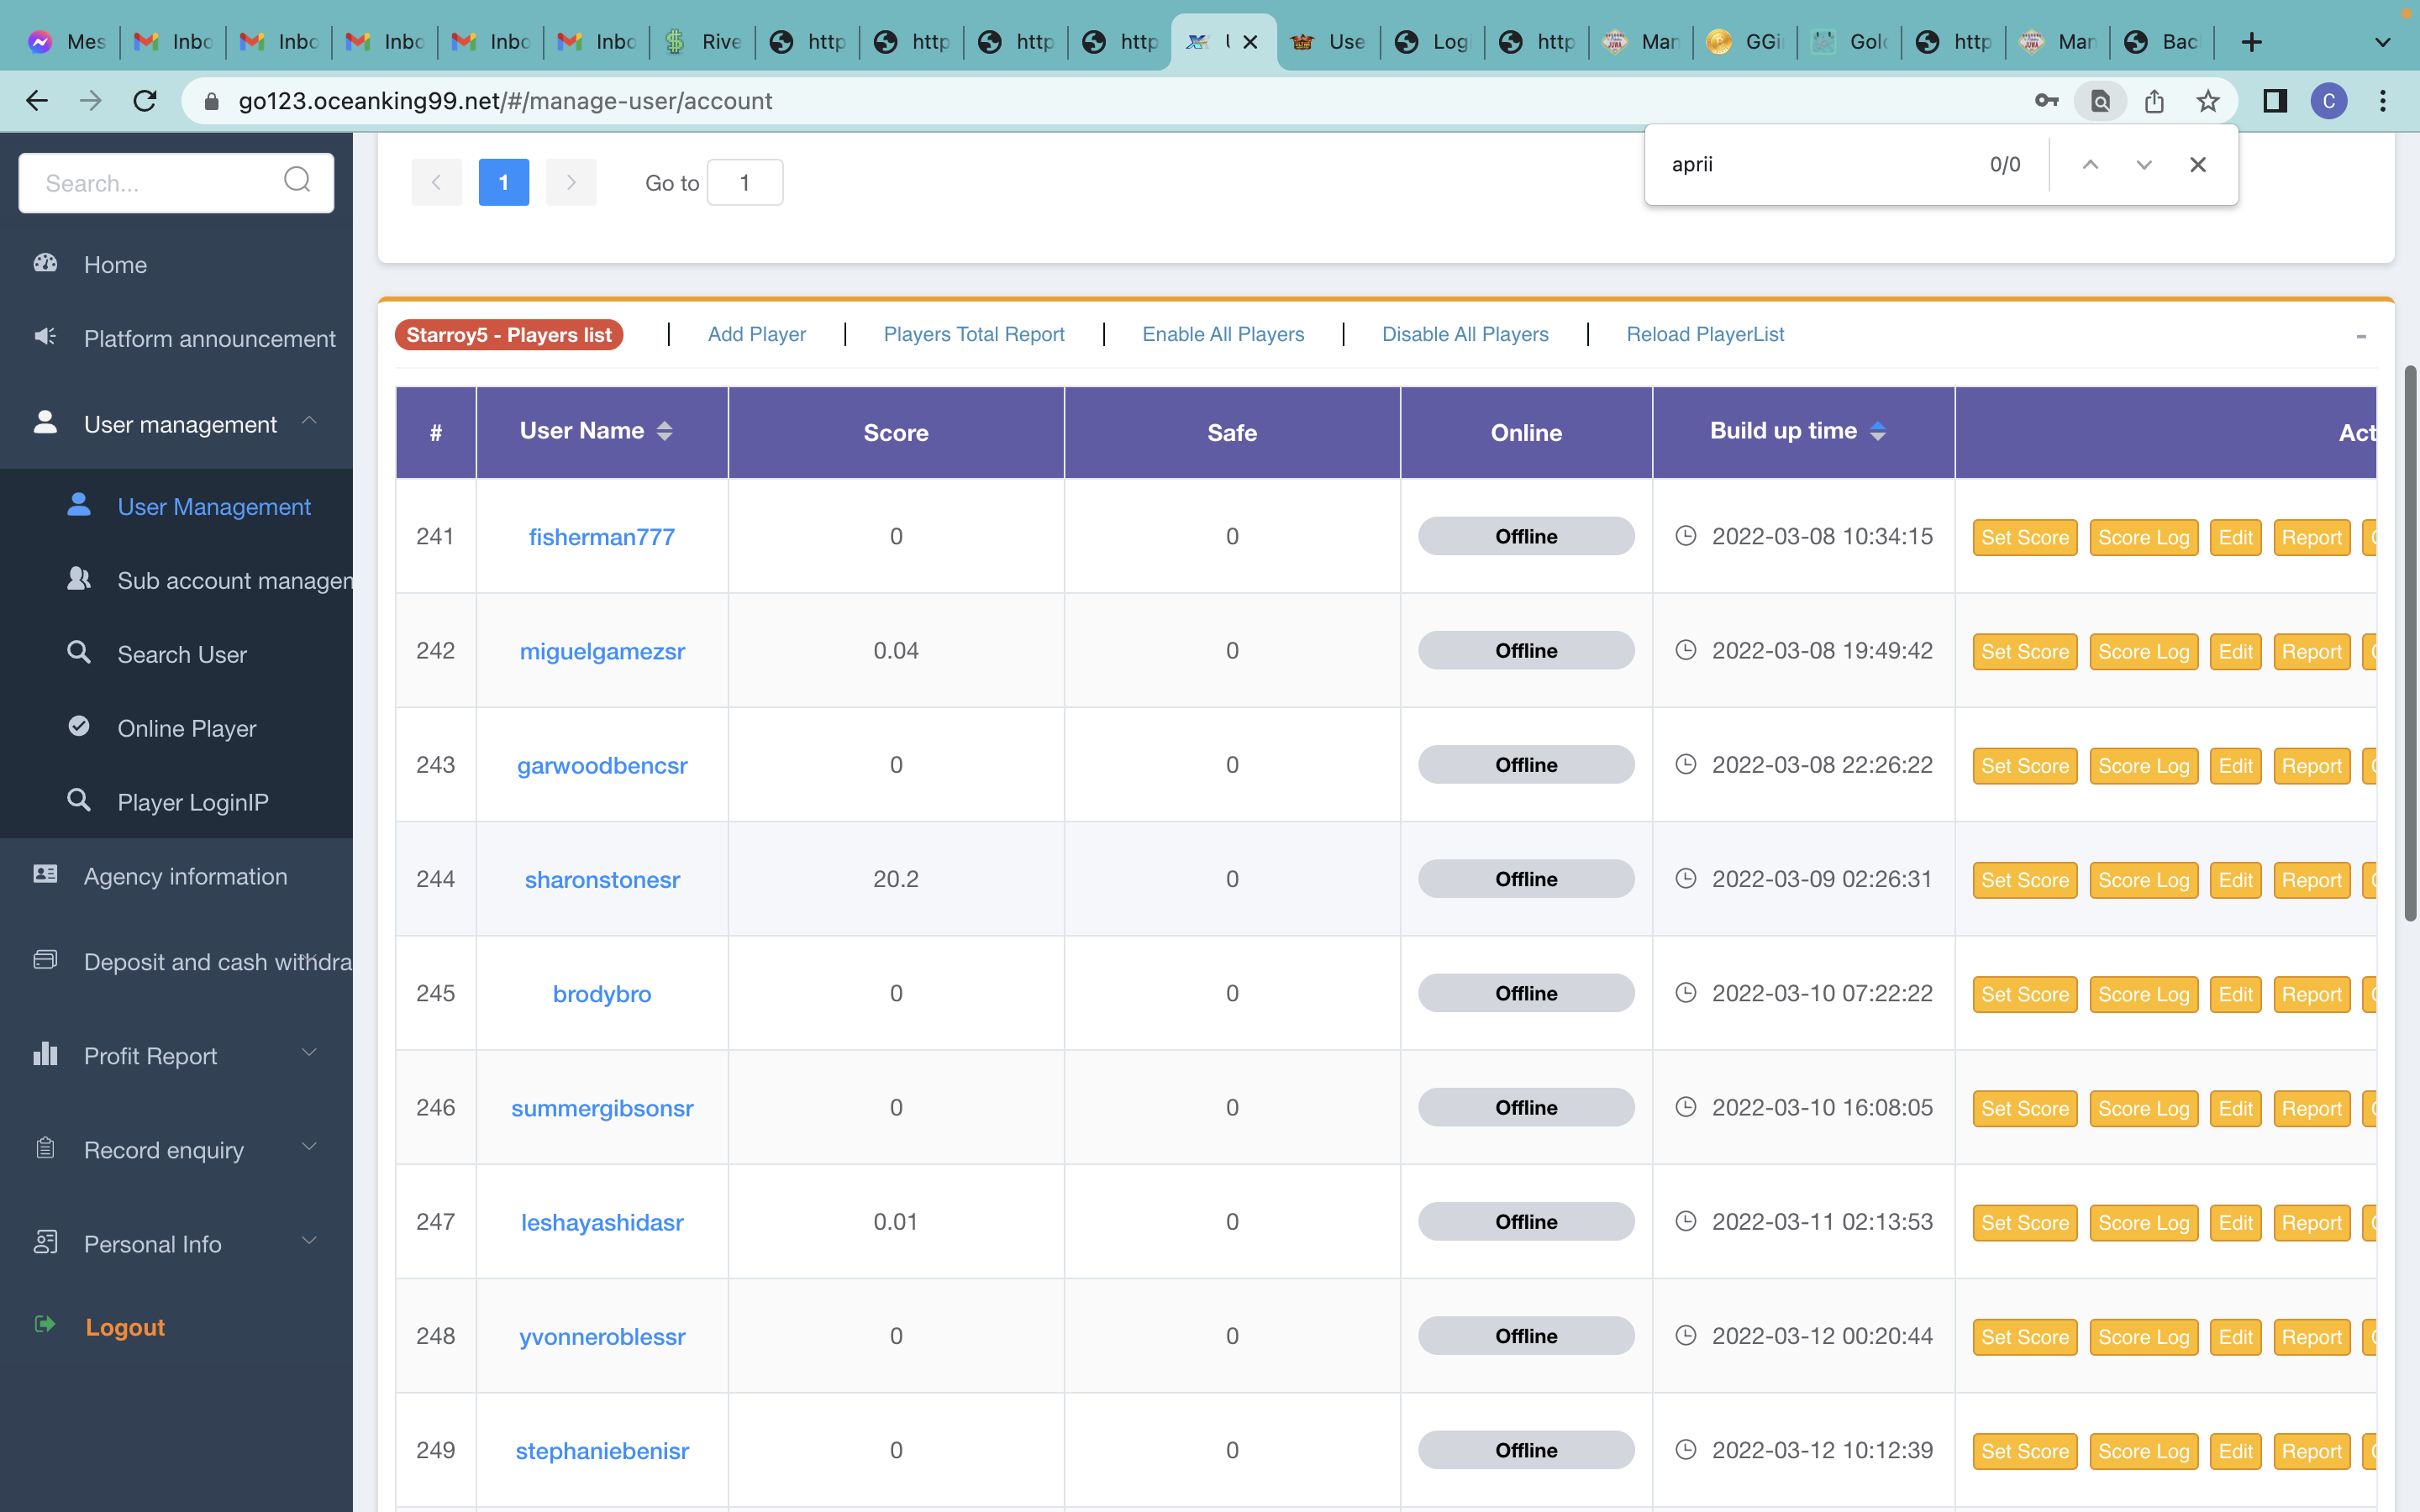 Mes Inbo Inbo Inbo Inbo Inbo Rive http http http http Use Log http Man GGi Gold http Man Bac
go123.oceanking99.net/#/manage-user/account C
aprii 0/0
Search...
1 Go to 1
Home
Platform announcement
User management
User Management
Sub account managem
Search User
Online Player
Player LoginIP
Agency information
Deposit and cash withdra
Profit Report
Record enquiry
Personal Info
Logout
Starroy5 - Players list | Add Player | Players Total Report | Enable All Players | Disable All Players | Reload PlayerList -
# User Name Score Safe Online Build up time Act
241 fisherman777 0 0 Offline 2022-03-08 10:34:15 Set Score Score Log Edit Report
242 miguelgamezsr 0.04 0 Offline 2022-03-08 19:49:42 Set Score Score Log Edit Report
243 garwoodbencsr 0 0 Offline 2022-03-08 22:26:22 Set Score Score Log Edit Report
244 sharonstonesr 20.2 0 Offline 2022-03-09 02:26:31 Set Score Score Log Edit Report
245 brodybro 0 0 Offline 2022-03-10 07:22:22 Set Score Score Log Edit Report
246 summergibsonsr 0 0 Offline 2022-03-10 16:08:05 Set Score Score Log Edit Report
247 leshayashidasr 0.01 0 Offline 2022-03-11 02:13:53 Set Score Score Log Edit Report
248 yvonneroblessr 0 0 Offline 2022-03-12 00:20:44 Set Score Score Log Edit Report
249 stephaniebenisr 0 0 Offline 2022-03-12 10:12:39 Set Score Score Log Edit Report